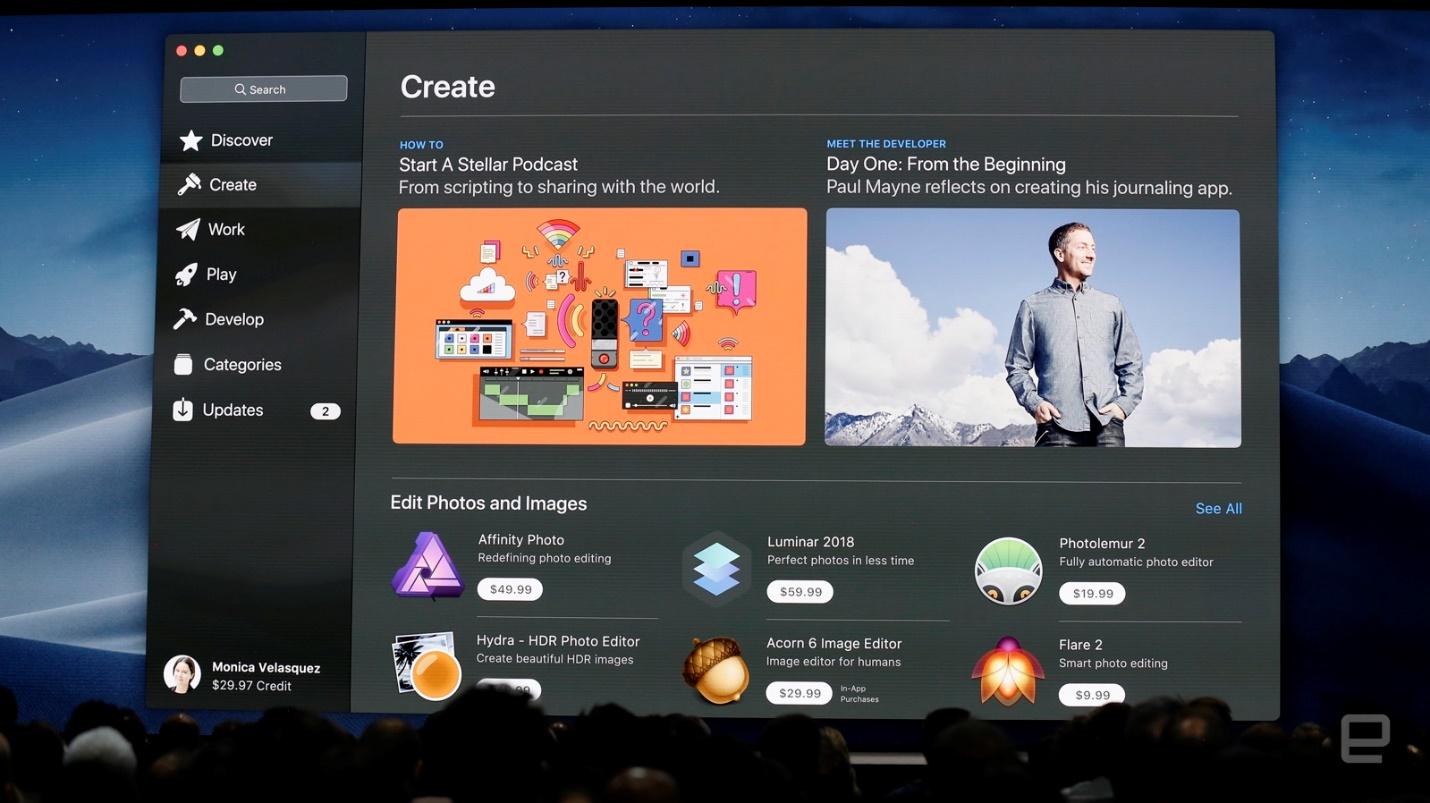 Search
Discover
Create
Work
Play
Develop
Categories
Updates
2
Monica Velasquez
$29.97 Credit
Create
HOW TO
Start A Stellar Podcast
From scripting to sharing with the world.
MEET THE DEVELOPER
Day One: From the Beginning
Paul Mayne reflects on creating his journaling app.
Edit Photos and Images
See All
Affinity Photo
Redefining photo editing
$49.99
Luminar 2018
Perfect photos in less time
$59.99
Photolemur 2
Fully automatic photo editor
$19.99
Hydra - HDR Photo Editor
Create beautiful HDR images
Acorn 6 Image Editor
Image editor for humans
$29.99
In-App
Purchases
Flare 2
Smart photo editing
$9.99